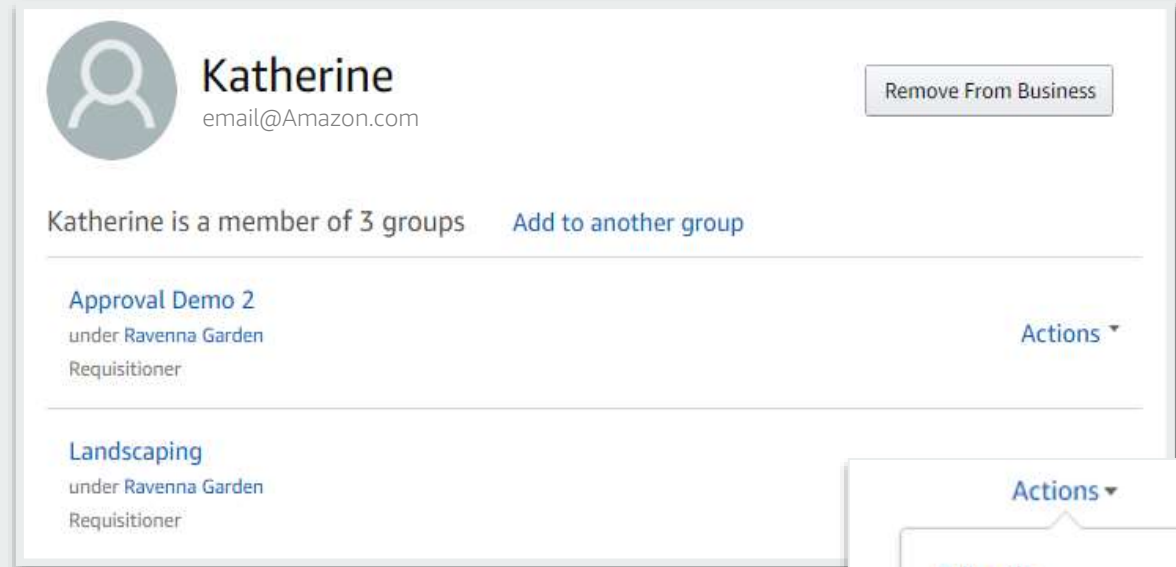 Katherine
email@Amazon.com
Remove From Business
Katherine is a member of 3 groups Add to another group
Approval Demo 2
under Ravenna Garden
Requisitioner
Actions
Landscaping
under Ravenna Garden
Requisitioner
Actions